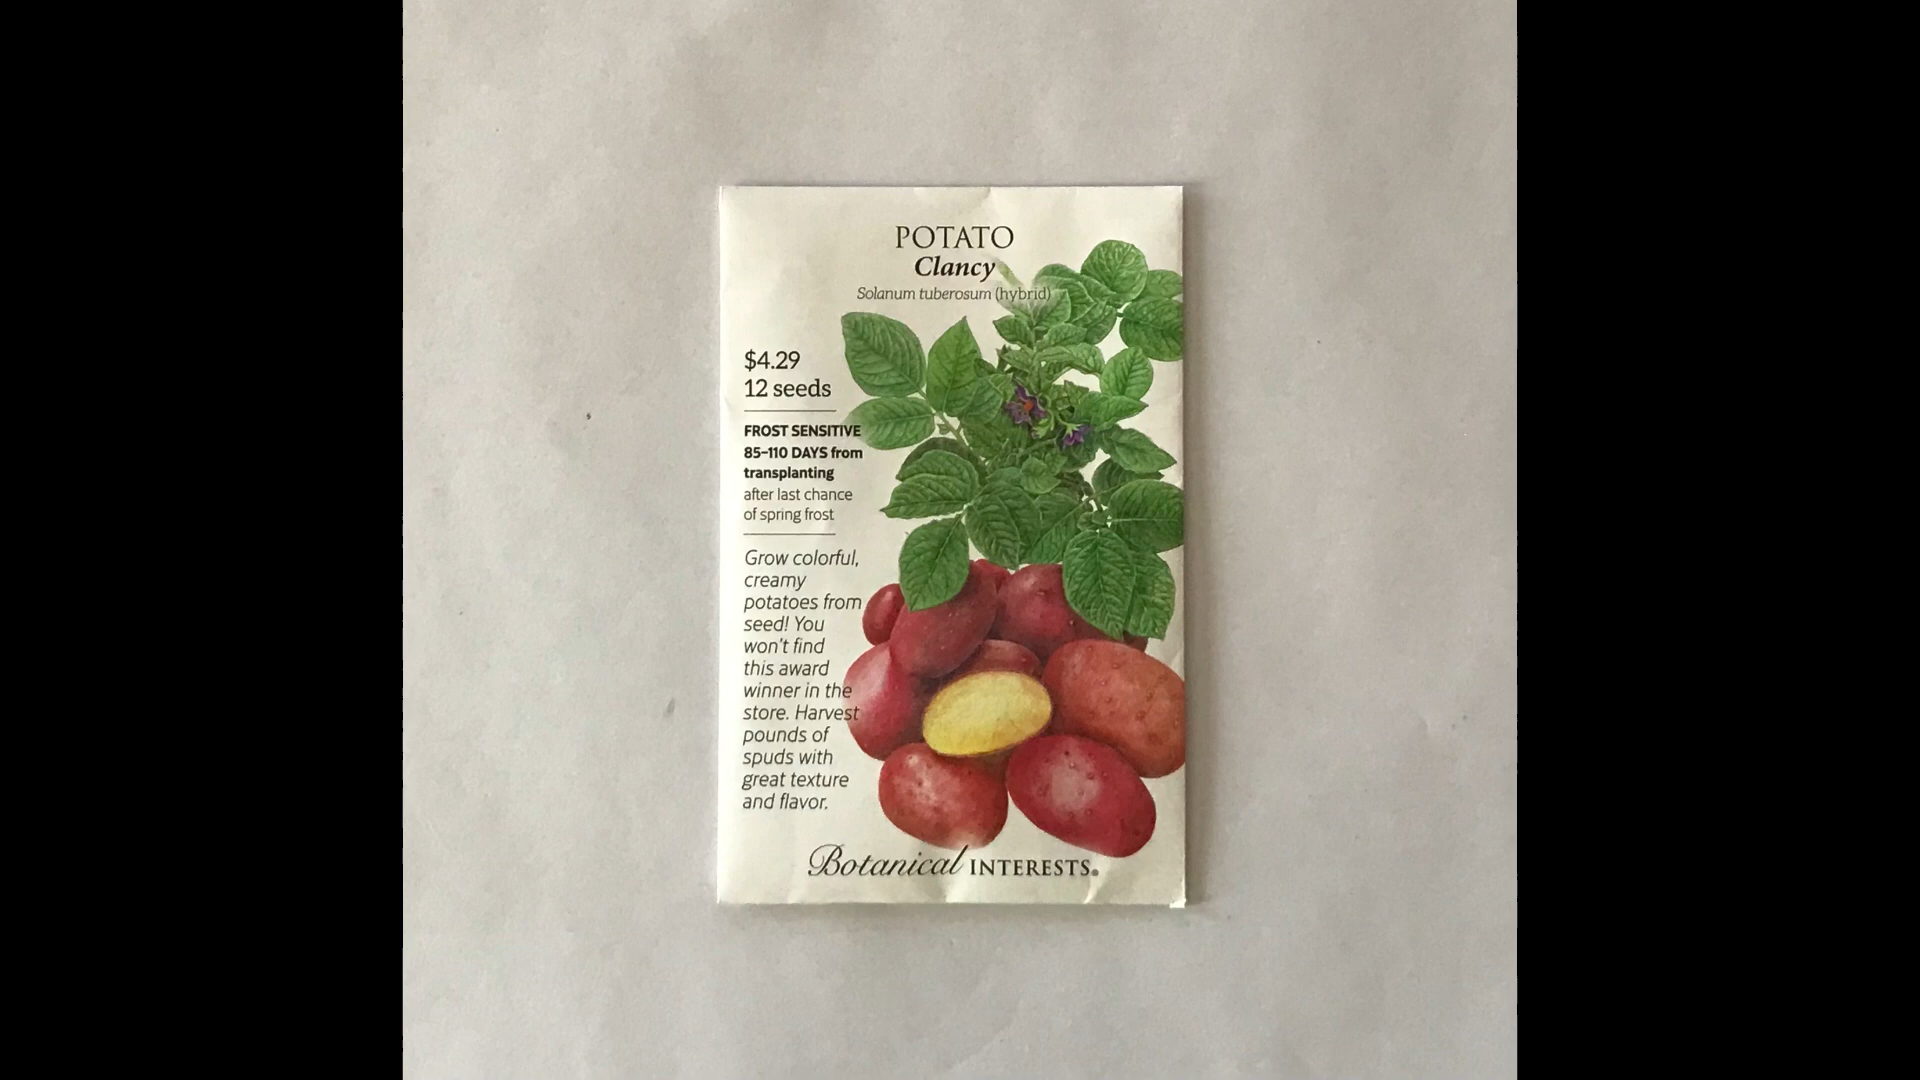 POTATO
Clancy
Solanum tuberosum (hybrid)
$4.29
12 seeds
FROST SENSITIVE
85–110 DAYS from
transplanting
after last chance
of spring frost
Grow colorful,
creamy
potatoes from
seed! You
won't find
this award
winner in the
store. Harvest
pounds of
spuds with
great texture
and flavor.
Botanical INTERESTS®